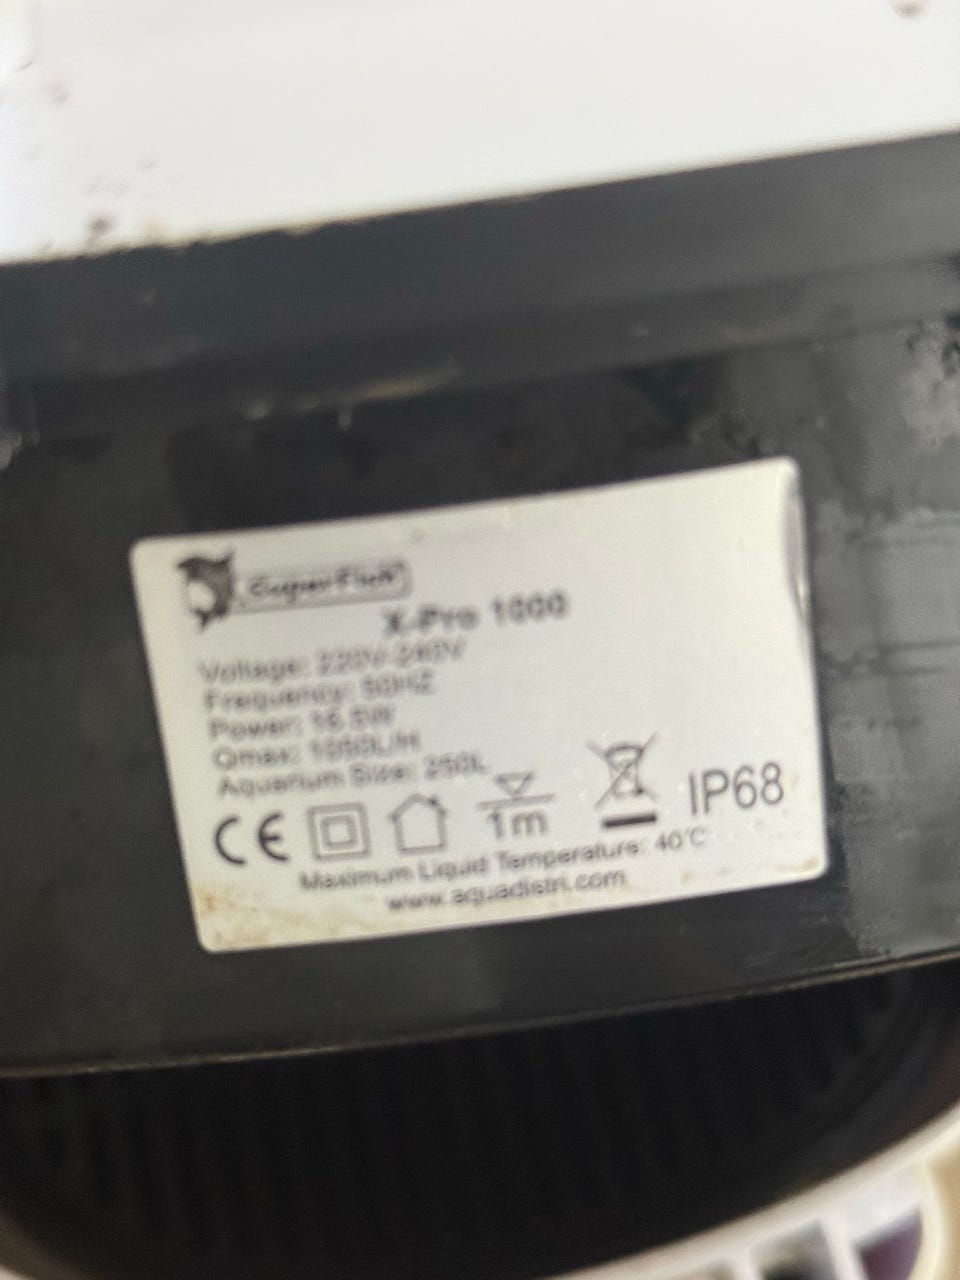 SuperFish
X-Pro 1000
Voltage: 220V-240V
Frequency: 50HZ
Power: 16.5W
Qmax: 1050L/H
Aquarium Size: 250L
CE 1m IP68
Maximum Liquid Temperature: 40°C
www.aquadistri.com